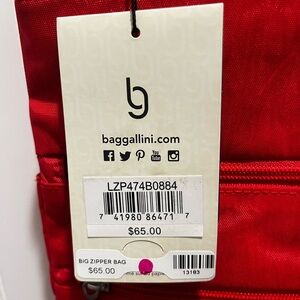 bg
baggallini.com
LZP474B0884
7 41980 86471 7
$65.00
BiG ZIPPER BAG
$65.00
13183